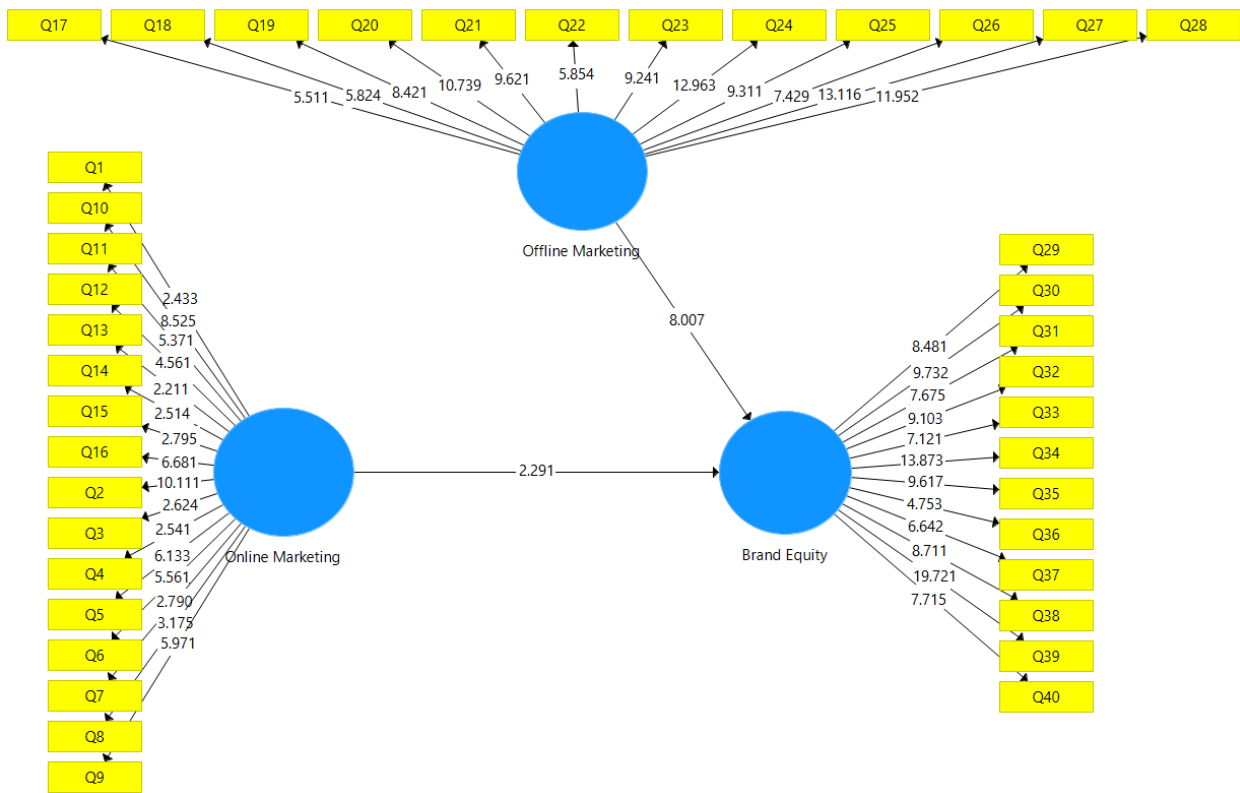 Q17 Q18 Q19 Q20 Q21 Q22 Q23 Q24 Q25 Q26 Q27 Q28
5.511 5.824 8.421 10.739 9.621 5.854 9.241 12.963 9.311 7.429 13.116 11.952
Offline Marketing
8.007
Q1
Q10
Q11
Q12
Q13
Q14
Q15
Q16
Q2
Q3
Q4
Q5
Q6
Q7
Q8
Q9
2.433
8.525
5.371
4.561
2.211
2.514
2.795
6.681
10.111
2.624
2.541
6.133
5.561
2.790
3.175
5.971
Online Marketing
2.291
Brand Equity
8.481
9.732
7.675
9.103
7.121
13.873
9.617
4.753
6.642
8.711
19.721
7.715
Q29
Q30
Q31
Q32
Q33
Q34
Q35
Q36
Q37
Q38
Q39
Q40